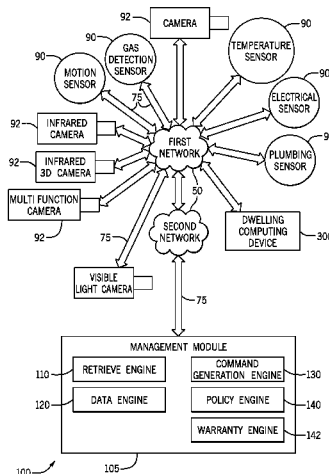 92
CAMERA
90
GAS
DETECTION
SENSOR
90
TEMPERATURE
SENSOR
90
MOTION
SENSOR
75
90
ELECTRICAL
SENSOR
92
INFRARED
CAMERA
FIRST
NETWORK
PLUMBING
SENSOR
92
INFRARED
3D CAMERA
MULTI FUNCTION
CAMERA
92
50
SECOND
NETWORK
DWELLING
COMPUTING
DEVICE
300
75
VISIBLE
LIGHT CAMERA
75
MANAGEMENT MODULE
110
RETRIEVE ENGINE
COMMAND
GENERATION ENGINE
130
120
DATA ENGINE
POLICY ENGINE
140
WARRANTY ENGINE
142
100
105